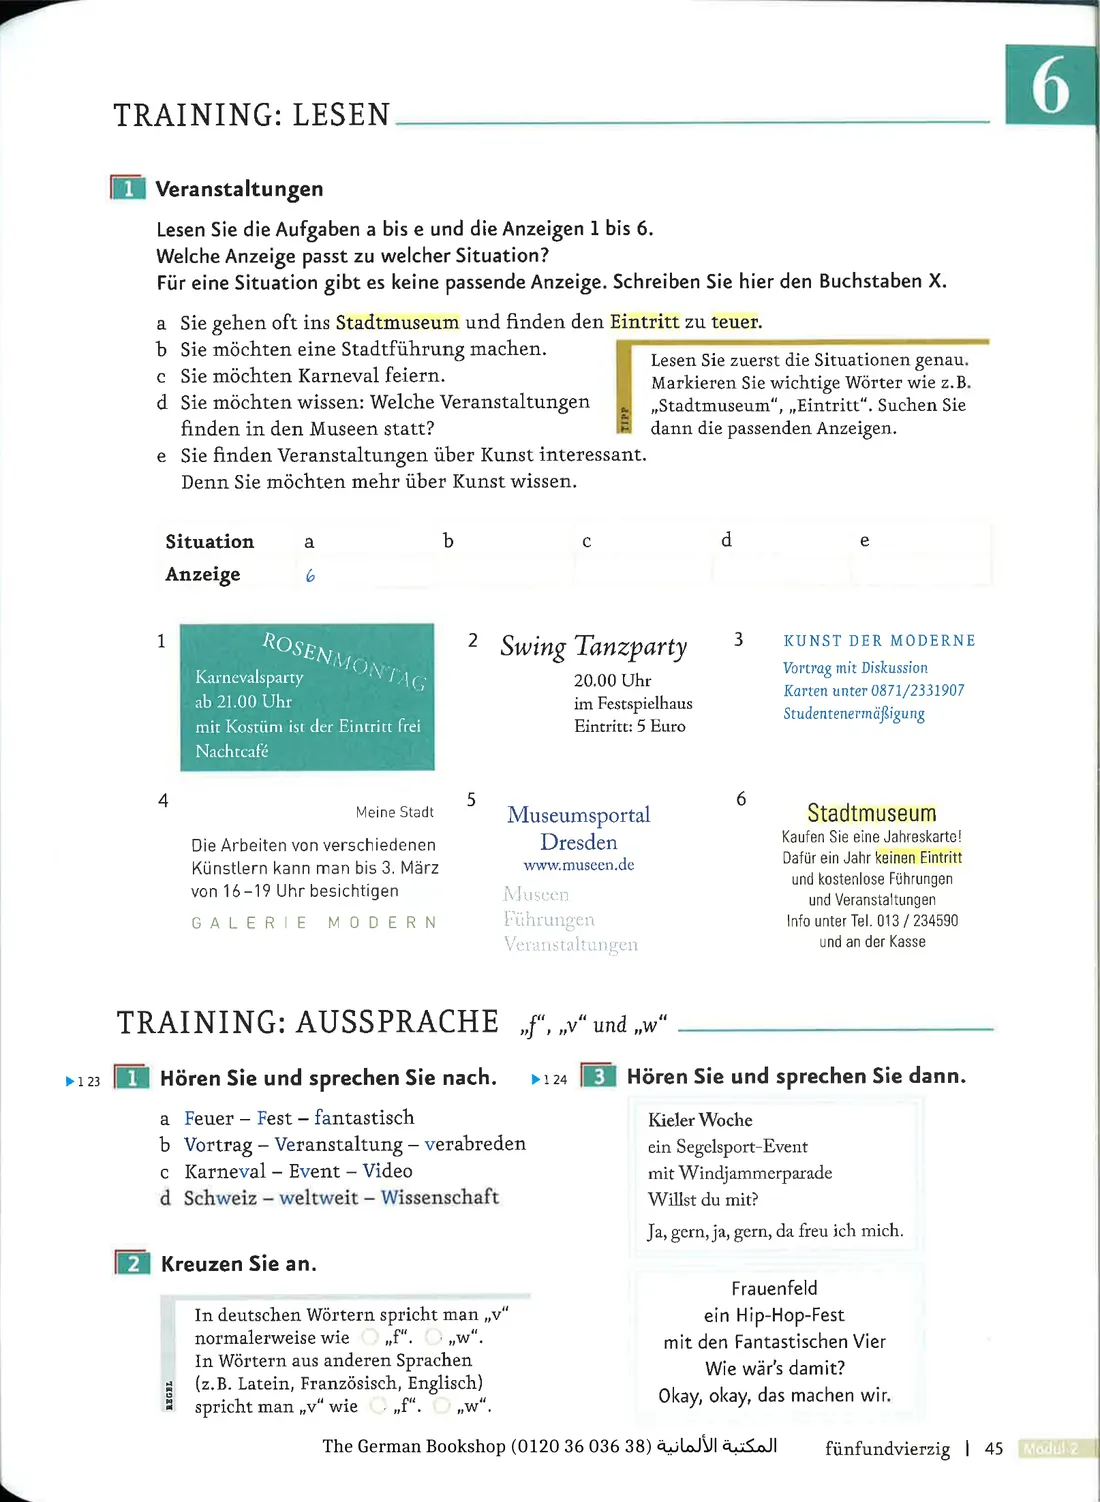 6
TRAINING: LESEN
1 Veranstaltungen
Lesen Sie die Aufgaben a bis e und die Anzeigen 1 bis 6.
Welche Anzeige passt zu welcher Situation?
Für eine Situation gibt es keine passende Anzeige. Schreiben Sie hier den Buchstaben X.
a Sie gehen oft ins Stadtmuseum und finden den Eintritt zu teuer.
b Sie möchten eine Stadtführung machen.
c Sie möchten Karneval feiern.
d Sie möchten wissen: Welche Veranstaltungen
finden in den Museen statt?
e Sie finden Veranstaltungen über Kunst interessant.
Denn Sie möchten mehr über Kunst wissen.
TIPP
Lesen Sie zuerst die Situationen genau.
Markieren Sie wichtige Wörter wie z.B.
„Stadtmuseum“, „Eintritt“. Suchen Sie
dann die passenden Anzeigen.
Situation a b c d e
Anzeige 6
1
ROSENMONTAG
Karnevalsparty
ab 21.00 Uhr
mit Kostüm ist der Eintritt frei
Nachtcafé
2 Swing Tanzparty
20.00 Uhr
im Festspielhaus
Eintritt: 5 Euro
3 KUNST DER MODERNE
Vortrag mit Diskussion
Karten unter 0871/2331907
Studentenermäßigung
4
Meine Stadt
Die Arbeiten von verschiedenen
Künstlern kann man bis 3. März
von 16–19 Uhr besichtigen
GALERIE MODERN
5
Museumsportal
Dresden
www.museen.de
Museen
Führungen
Veranstaltungen
6
Stadtmuseum
Kaufen Sie eine Jahreskarte!
Dafür ein Jahr keinen Eintritt
und kostenlose Führungen
und Veranstaltungen
Info unter Tel. 013 / 234590
und an der Kasse
TRAINING: AUSSPRACHE „f“, „v“ und „w“
▶ 1 23 1 Hören Sie und sprechen Sie nach.
a Feuer – Fest – fantastisch
b Vortrag – Veranstaltung – verabreden
c Karneval – Event – Video
d Schweiz – weltweit – Wissenschaft
2 Kreuzen Sie an.
REGEL
In deutschen Wörtern spricht man „v“
normalerweise wie „f“. „w“.
In Wörtern aus anderen Sprachen
(z.B. Latein, Französisch, Englisch)
spricht man „v“ wie „f“. „w“.
▶ 1 24 3 Hören Sie und sprechen Sie dann.
Kieler Woche
ein Segelsport-Event
mit Windjammerparade
Willst du mit?
Ja, gern, ja, gern, da freu ich mich.
Frauenfeld
ein Hip-Hop-Fest
mit den Fantastischen Vier
Wie wär's damit?
Okay, okay, das machen wir.
The German Bookshop (0120 36 036 38) المكتبة الألمانية
fünfundvierzig | 45 Modul 2